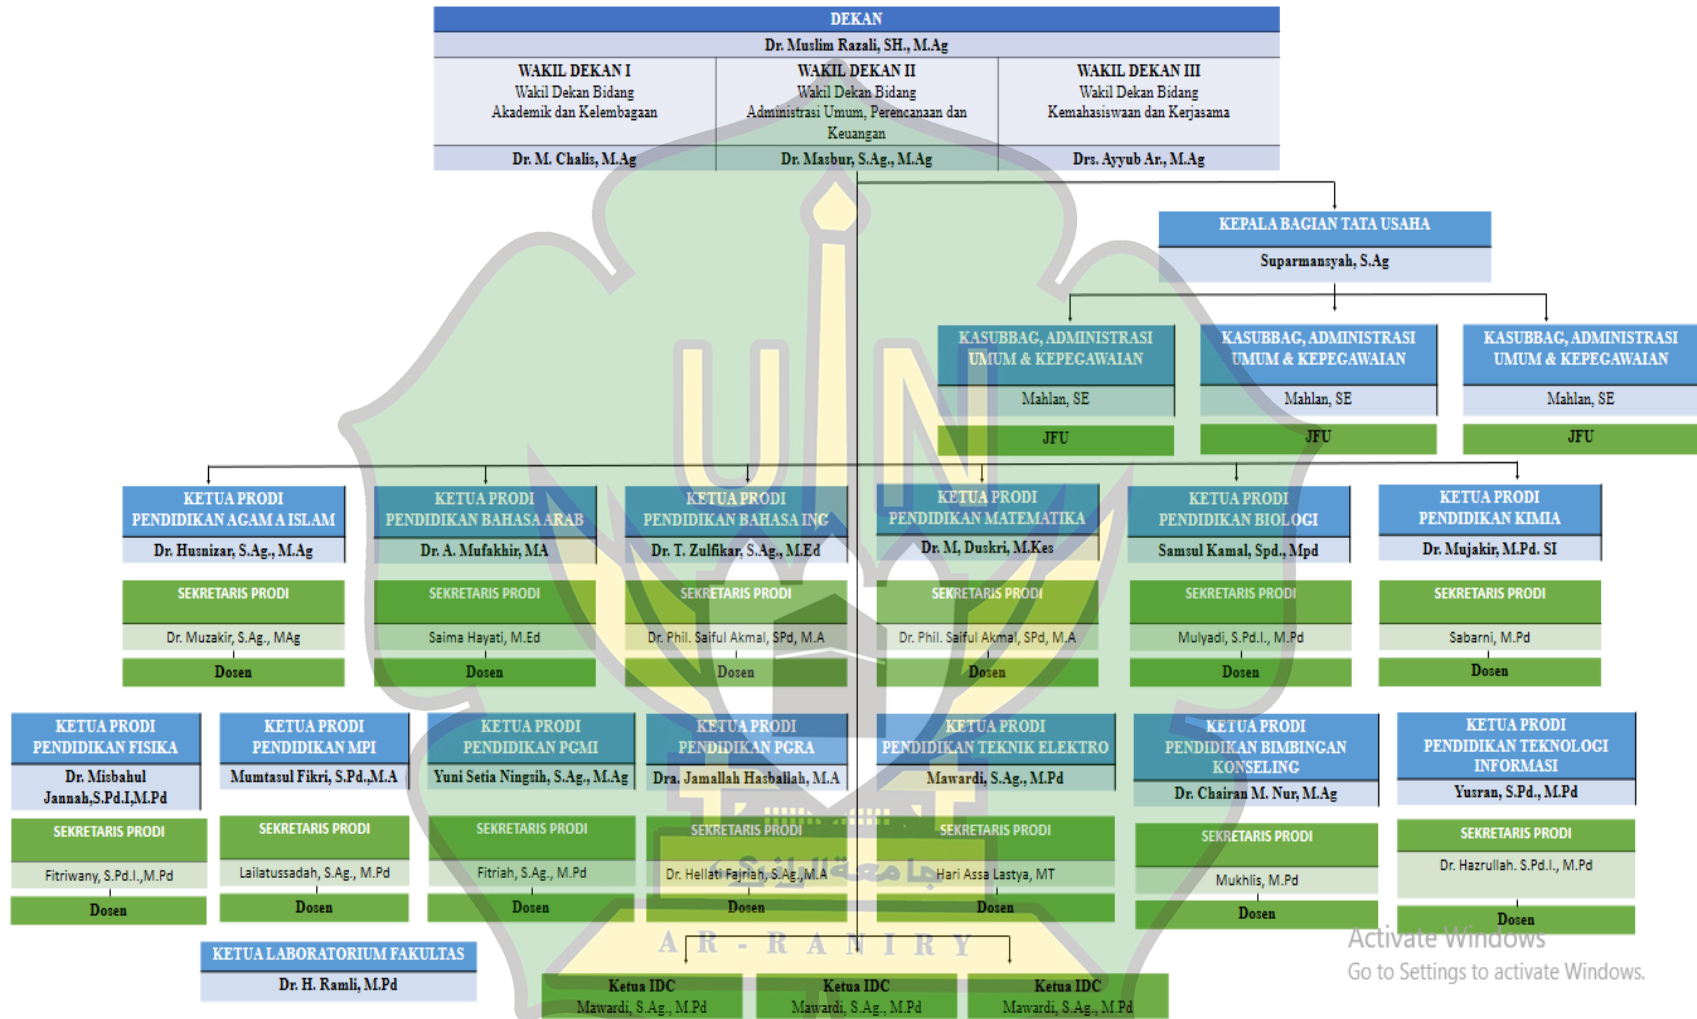 DEKAN
Dr. Muslim Razali, SH., M.Ag
WAKIL DEKAN I
Wakil Dekan Bidang
Akademik dan Kelembagaan
Dr. M. Chalis, M.Ag
WAKIL DEKAN II
Wakil Dekan Bidang
Administrasi Umum, Perencanaan dan
Keuangan
Dr. Masbur, S.Ag., M.Ag
WAKIL DEKAN III
Wakil Dekan Bidang
Kemahasiswaan dan Kerjasama
Drs. Ayyub Ar., M.Ag
KEPALA BAGIAN TATA USAHA
Suparmansyah, S.Ag
KASUBBAG, ADMINISTRASI
UMUM & KEPEGAWAIAN
Mahlan, SE
JFU
KASUBBAG, ADMINISTRASI
UMUM & KEPEGAWAIAN
Mahlan, SE
JFU
KASUBBAG, ADMINISTRASI
UMUM & KEPEGAWAIAN
Mahlan, SE
JFU
UIN
KETUA PRODI
PENDIDIKAN AGAM A ISLAM
Dr. Husnizar, S.Ag., M.Ag
SEKRETARIS PRODI
Dr. Muzakir, S.Ag., MAg
Dosen
KETUA PRODI
PENDIDIKAN BAHASA ARAB
Dr. A. Mufakhir, MA
SEKRETARIS PRODI
Saima Hayati, M.Ed
Dosen
KETUA PRODI
PENDIDIKAN BAHASA ING
Dr. T. Zulfikar, S.Ag., M.Ed
SEKRETARIS PRODI
Dr. Phil. Saiful Akmal, SPd, M.A
Dosen
KETUA PRODI
PENDIDIKAN MATEMATIKA
Dr. M, Duskri, M.Kes
SEKRETARIS PRODI
Dr. Phil. Saiful Akmal, SPd, M.A
Dosen
KETUA PRODI
PENDIDIKAN BIOLOGI
Samsul Kamal, Spd., Mpd
SEKRETARIS PRODI
Mulyadi, S.Pd.I., M.Pd
Dosen
KETUA PRODI
PENDIDIKAN KIMIA
Dr. Mujakir, M.Pd. SI
SEKRETARIS PRODI
Sabarni, M.Pd
Dosen
KETUA PRODI
PENDIDIKAN FISIKA
Dr. Misbahul
Jannah,S.Pd.I,M.Pd
SEKRETARIS PRODI
Fitriwany, S.Pd.I.,M.Pd
Dosen
KETUA PRODI
PENDIDIKAN MPI
Mumtasul Fikri, S.Pd.,M.A
SEKRETARIS PRODI
Lailatussadah, S.Ag., M.Pd
Dosen
KETUA PRODI
PENDIDIKAN PGMI
Yuni Setia Ningsih, S.Ag., M.Ag
SEKRETARIS PRODI
Fitriah, S.Ag., M.Pd
Dosen
KETUA PRODI
PENDIDIKAN PGRA
Dra. Jamallah Hasballah, M.A
SEKRETARIS PRODI
Dr. Hellati Fajriah, S.Ag.,M.A
Dosen
KETUA PRODI
PENDIDIKAN TEKNIK ELEKTRO
Mawardi, S.Ag., M.Pd
SEKRETARIS PRODI
Hari Assa Lastya, MT
Dosen
KETUA PRODI
PENDIDIKAN BIMBINGAN
KONSELING
Dr. Chairan M. Nur, M.Ag
SEKRETARIS PRODI
Mukhlis, M.Pd
Dosen
KETUA PRODI
PENDIDIKAN TEKNOLOGI
INFORMASI
Yusran, S.Pd., M.Pd
SEKRETARIS PRODI
Dr. Hazrullah. S.Pd.I., M.Pd
Dosen
جامعة الرانري
AR-RANIRY
KETUA LABORATORIUM FAKULTAS
Dr. H. Ramli, M.Pd
Ketua IDC
Mawardi, S.Ag., M.Pd
Ketua IDC
Mawardi, S.Ag., M.Pd
Ketua IDC
Mawardi, S.Ag., M.Pd
Activate Windows
Go to Settings to activate Windows.